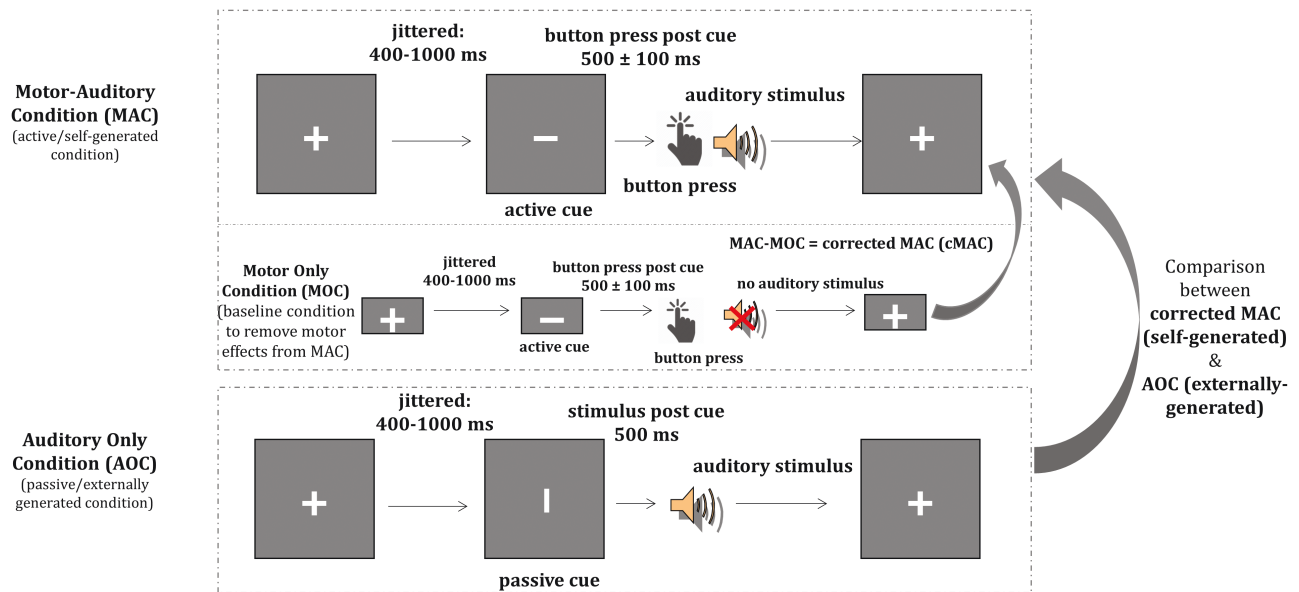 Motor-Auditory
Condition (MAC)
(active/self-generated
condition)
jittered:
400-1000 ms
button press post cue
500 ± 100 ms
auditory stimulus
button press
active cue
MAC-MOC = corrected MAC (cMAC)
Motor Only
Condition (MOC)
(baseline condition
to remove motor
effects from MAC)
jittered
400-1000 ms
button press post cue
500 ± 100 ms
no auditory stimulus
active cue
button press
Auditory Only
Condition (AOC)
(passive/externally
generated condition)
jittered:
400-1000 ms
stimulus post cue
500 ms
auditory stimulus
passive cue
Comparison
between
corrected MAC
(self-generated)
&
AOC (externally-
generated)